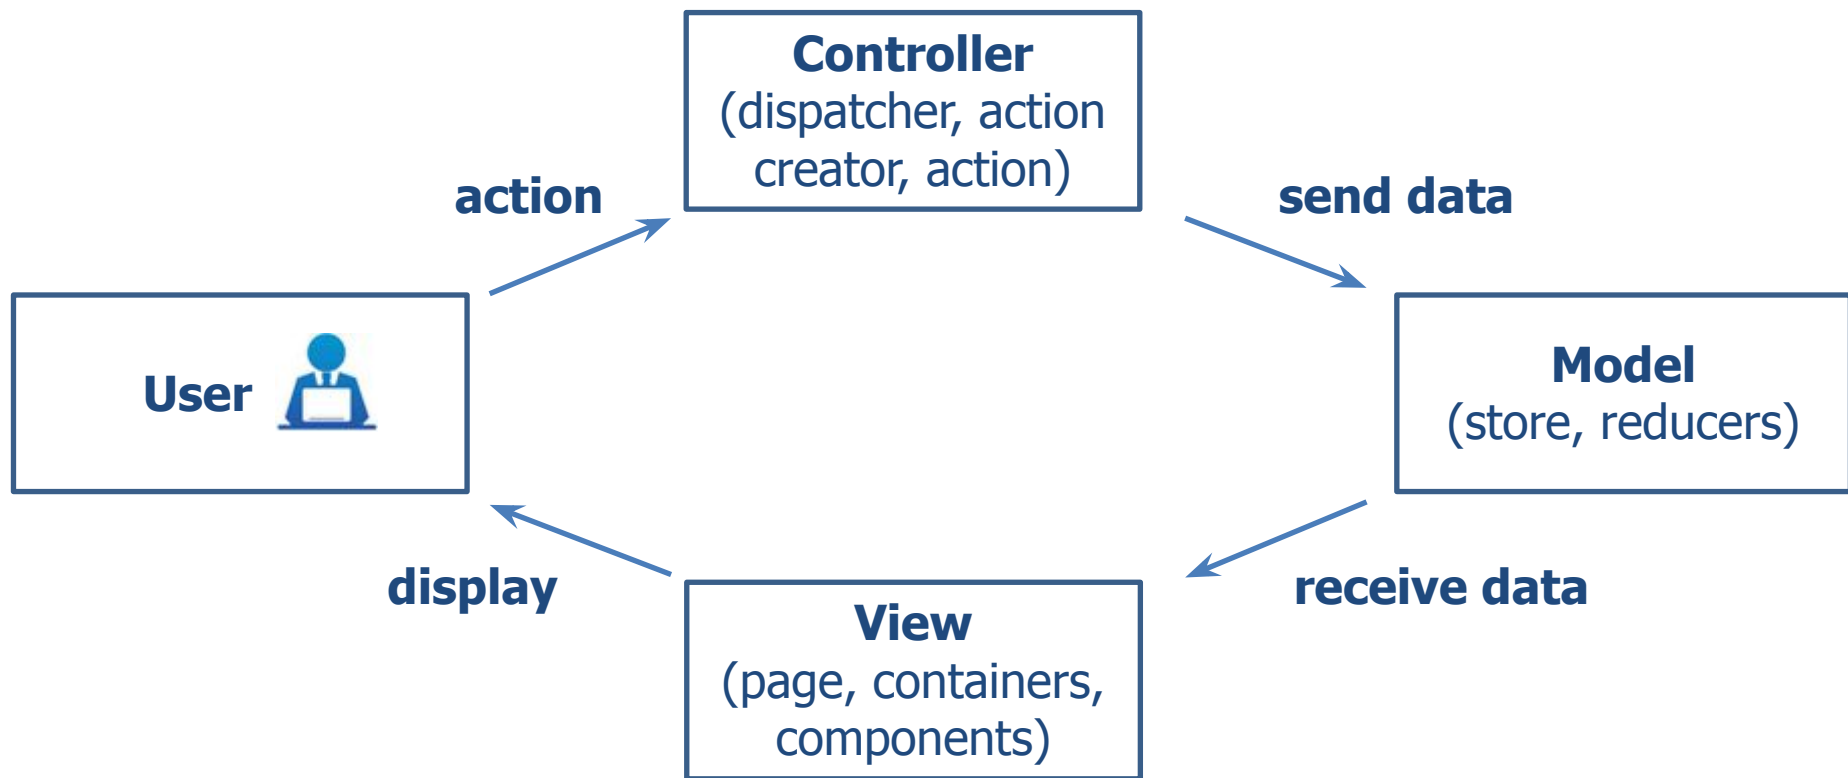 Controller
(dispatcher, action
creator, action)
action
send data
User
Model
(store, reducers)
display
receive data
View
(page, containers,
components)